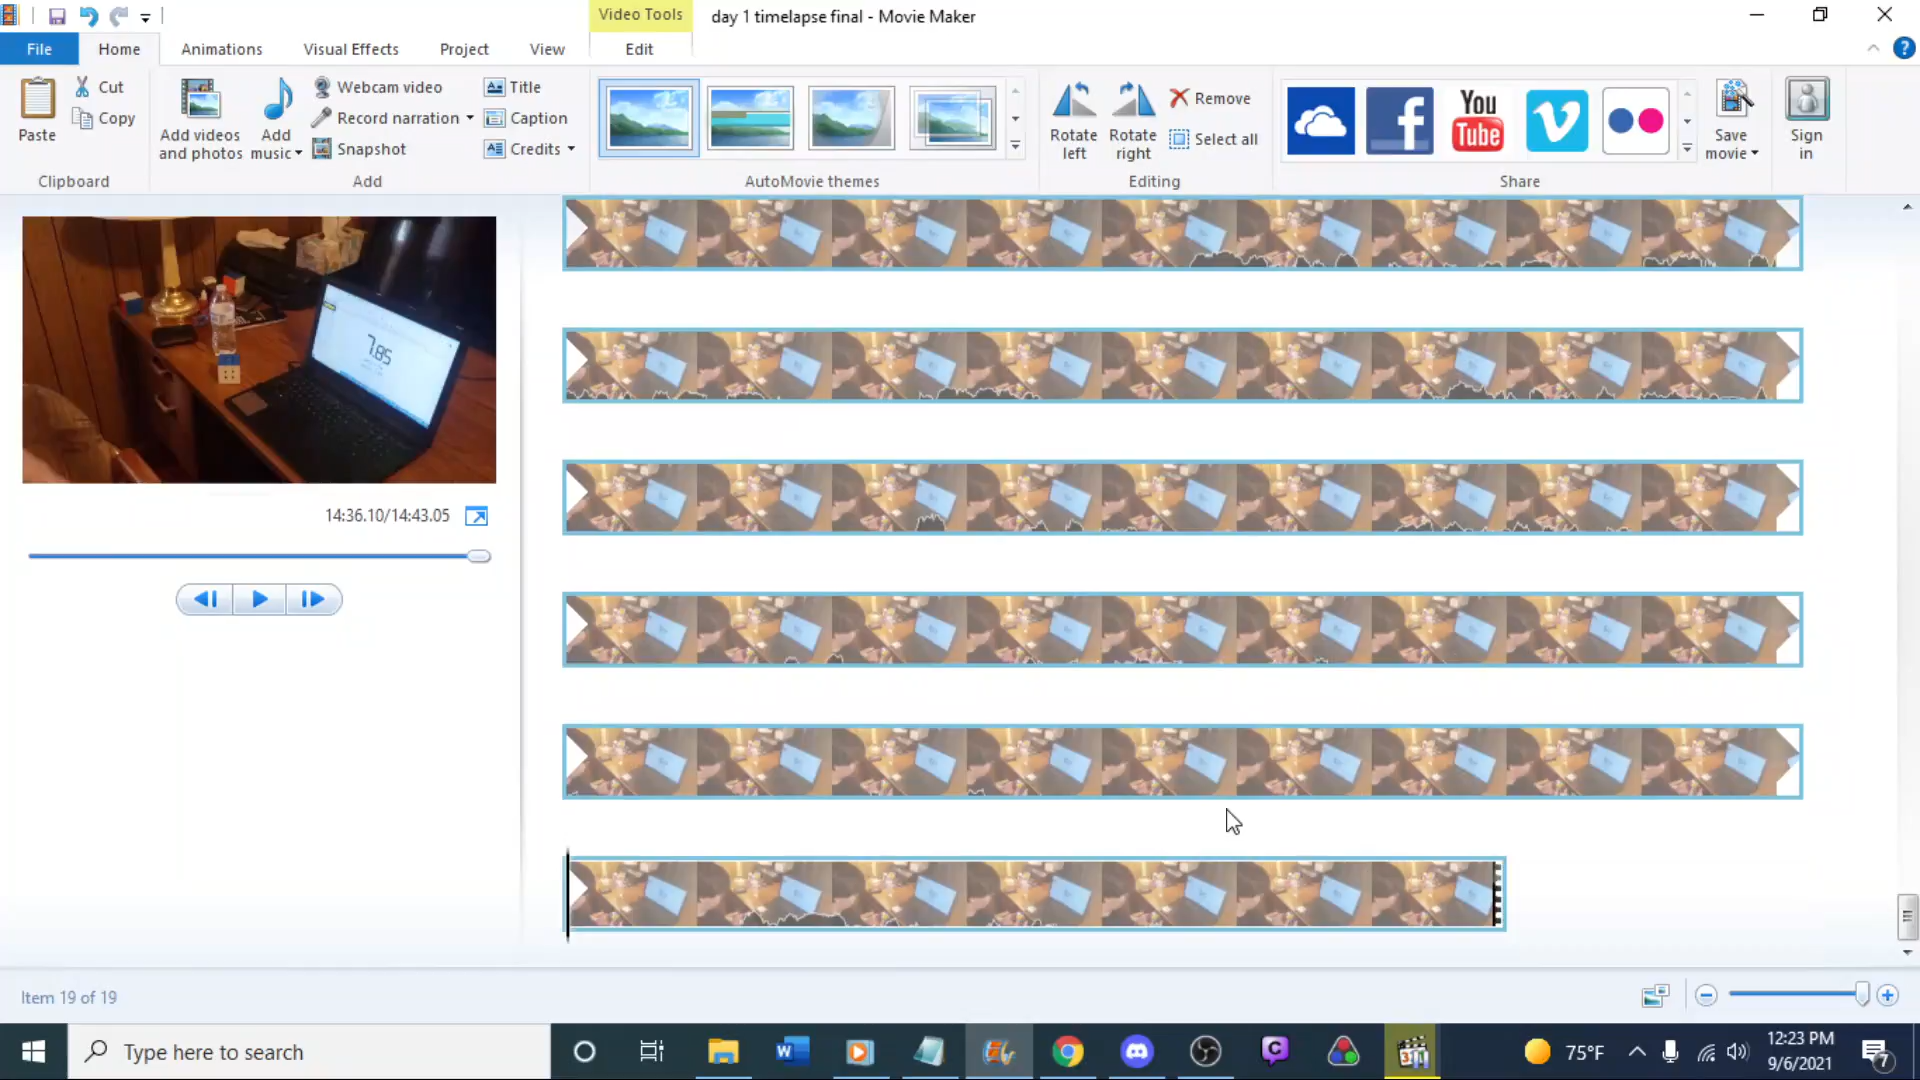 Video Tools
day 1 timelapse final - Movie Maker
File
Home
Animations
Visual Effects
Project
View
Edit
Paste
Cut
Copy
Clipboard
Add videos
and photos
Add
music
Webcam video
Record narration
Snapshot
Title
Caption
Credits
Add
AutoMovie themes
Rotate
left
Rotate
right
Remove
Select all
Editing
You
Tube
Share
Save
movie
Sign
in
7.85
14:36.10/14:43.05
Item 19 of 19
Type here to search
75°F
12:23 PM
9/6/2021
7